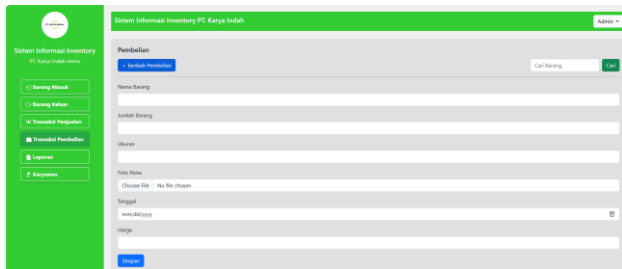 Sistem Informasi Inventory PT. Karya Indah
Admin
Sistem Informasi Inventory
PT. Karya Indah menu
Barang Masuk
Barang Keluar
Transaksi Penjualan
Transaksi Pembelian
Laporan
Karyawan
Pembelian
+ Tambah Pembelian
Cari Barang
Cari
Nama Barang
Jumlah Barang
Ukuran
Foto Nota
Choose File No file chosen
Tanggal
mm/dd/yyyy
Harga
Simpan